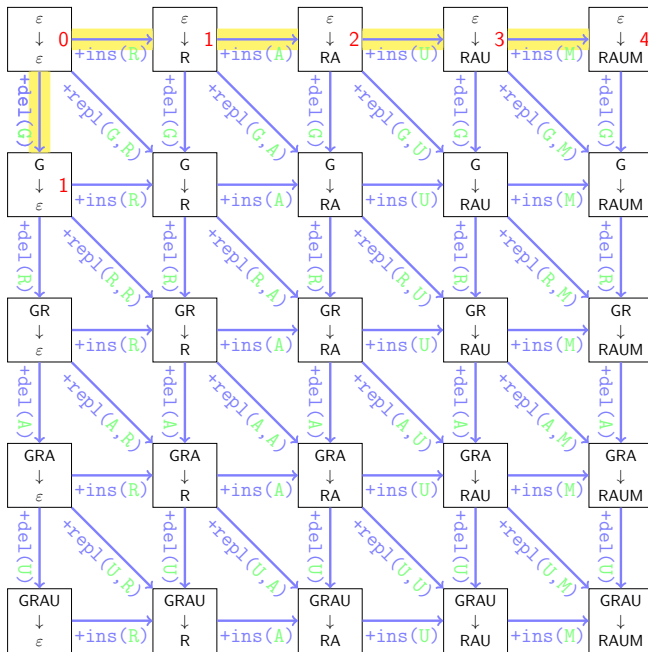 ε ε ε ε ε
↓ 0 ↓ 1 ↓ 2 ↓ 3 ↓ 4
ε +ins(R) R +ins(A) RA +ins(U) RAU +ins(M) RAUM
+del(G) +repl(G,R) +del(G) +repl(G,A) +del(G) +repl(G,U) +del(G) +repl(G,M) +del(G)
G G G G G
↓ 1 ↓ ↓ ↓ ↓
ε +ins(R) R +ins(A) RA +ins(U) RAU +ins(M) RAUM
+del(R) +repl(R,R) +del(R) +repl(R,A) +del(R) +repl(R,U) +del(R) +repl(R,M) +del(R)
GR GR GR GR GR
↓ ↓ ↓ ↓ ↓
ε +ins(R) R +ins(A) RA +ins(U) RAU +ins(M) RAUM
+del(A) +repl(A,R) +del(A) +repl(A,A) +del(A) +repl(A,U) +del(A) +repl(A,M) +del(A)
GRA GRA GRA GRA GRA
↓ ↓ ↓ ↓ ↓
ε +ins(R) R +ins(A) RA +ins(U) RAU +ins(M) RAUM
+del(U) +repl(U,R) +del(U) +repl(U,A) +del(U) +repl(U,U) +del(U) +repl(U,M) +del(U)
GRAU GRAU GRAU GRAU GRAU
↓ ↓ ↓ ↓ ↓
ε +ins(R) R +ins(A) RA +ins(U) RAU +ins(M) RAUM